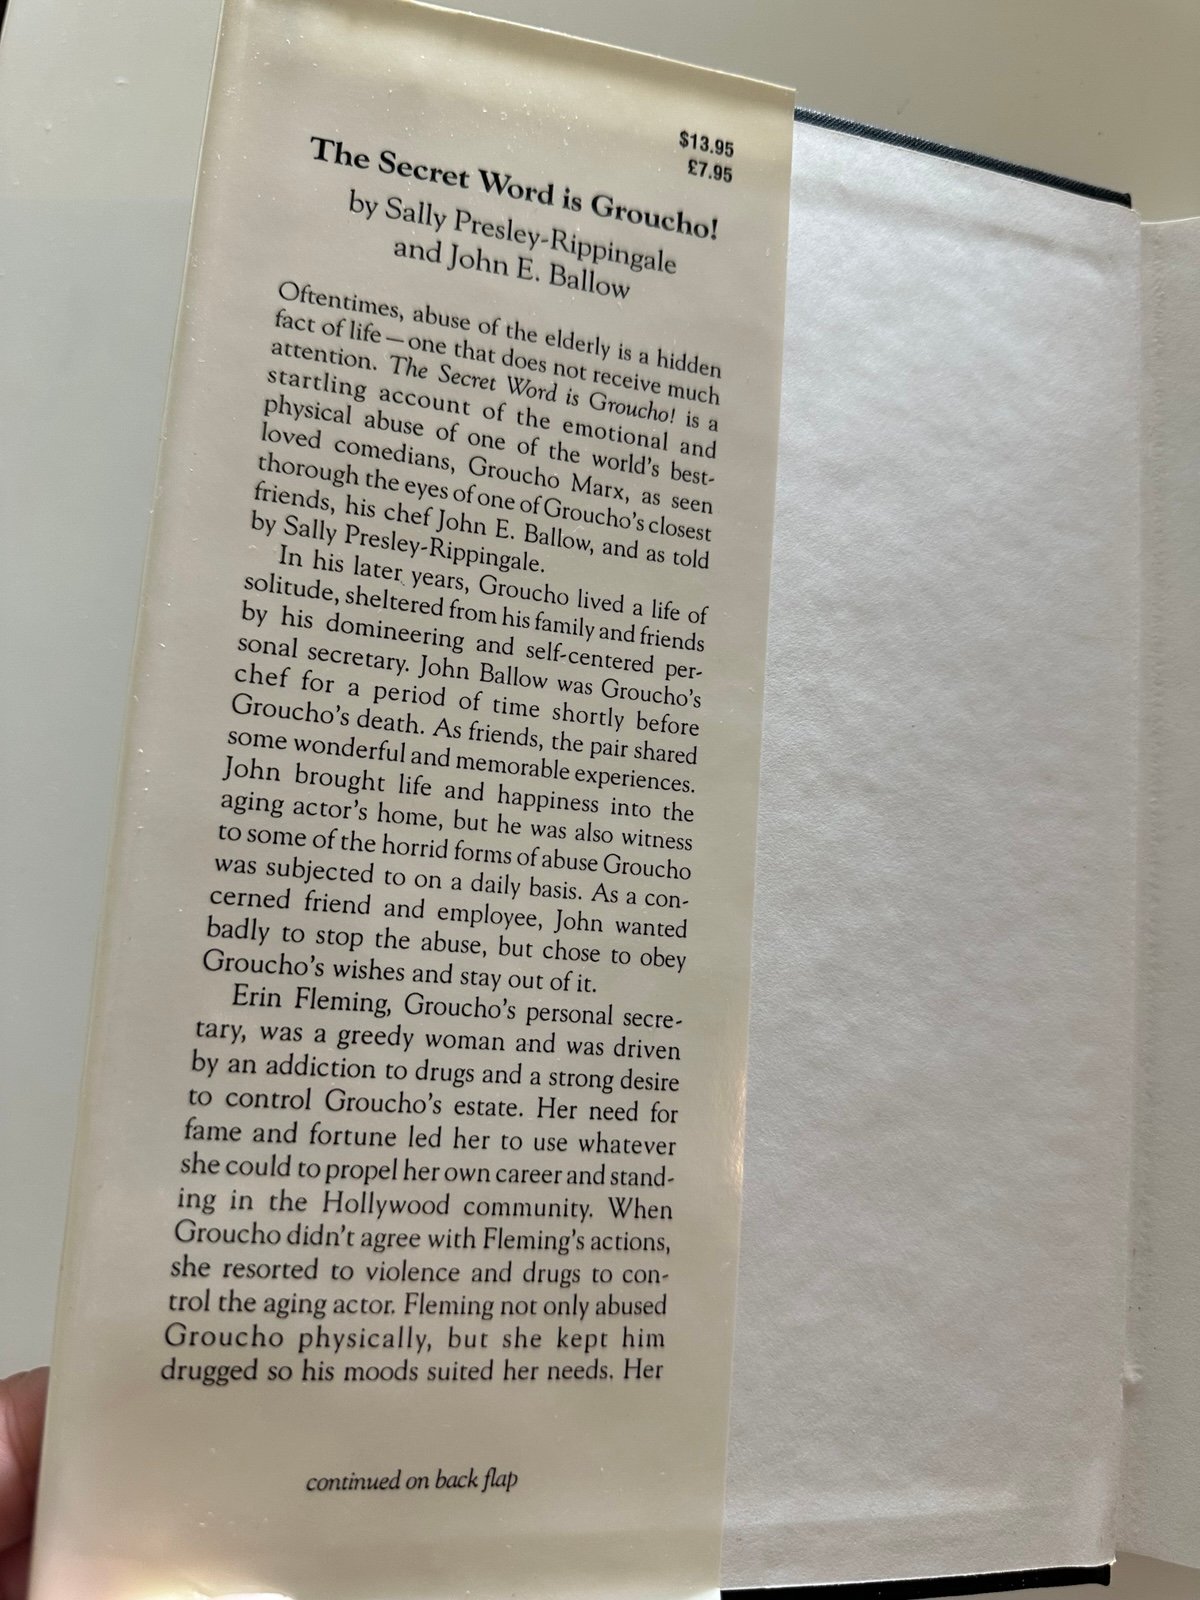 $13.95
£7.95
The Secret Word is Groucho!
by Sally Presley-Rippingale
and John E. Ballow
Oftentimes, abuse of the elderly is a hidden
fact of life—one that does not receive much
attention. The Secret Word is Groucho! is a
startling account of the emotional and
physical abuse of one of the world's best-
loved comedians, Groucho Marx, as seen
thorough the eyes of one of Groucho's closest
friends, his chef John E. Ballow, and as told
by Sally Presley-Rippingale.
In his later years, Groucho lived a life of
solitude, sheltered from his family and friends
by his domineering and self-centered per-
sonal secretary. John Ballow was Groucho's
chef for a period of time shortly before
Groucho's death. As friends, the pair shared
some wonderful and memorable experiences.
John brought life and happiness into the
aging actor's home, but he was also witness
to some of the horrid forms of abuse Groucho
was subjected to on a daily basis. As a con-
cerned friend and employee, John wanted
badly to stop the abuse, but chose to obey
Groucho's wishes and stay out of it.
Erin Fleming, Groucho's personal secre-
tary, was a greedy woman and was driven
by an addiction to drugs and a strong desire
to control Groucho's estate. Her need for
fame and fortune led her to use whatever
she could to propel her own career and stand-
ing in the Hollywood community. When
Groucho didn't agree with Fleming's actions,
she resorted to violence and drugs to con-
trol the aging actor. Fleming not only abused
Groucho physically, but she kept him
drugged so his moods suited her needs. Her
continued on back flap